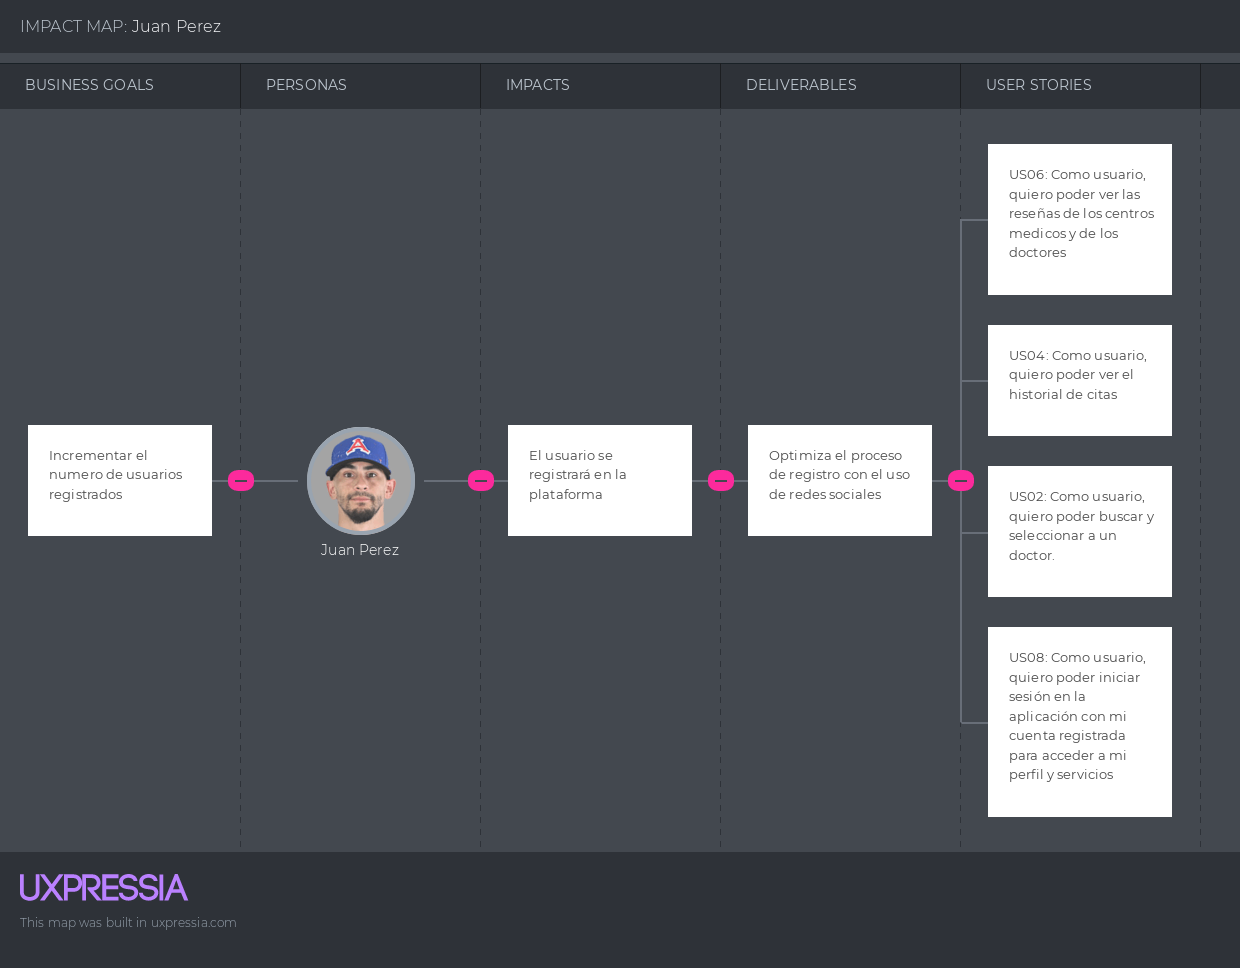 IMPACT MAP: Juan Perez
BUSINESS GOALS
PERSONAS
IMPACTS
DELIVERABLES
USER STORIES
Incrementar el
numero de usuarios
registrados
A
Juan Perez
El usuario se
registrará en la
plataforma
Optimiza el proceso
de registro con el uso
de redes sociales
US06: Como usuario,
quiero poder ver las
reseñas de los centros
medicos y de los
doctores
US04: Como usuario,
quiero poder ver el
historial de citas
US02: Como usuario,
quiero poder buscar y
seleccionar a un
doctor.
US08: Como usuario,
quiero poder iniciar
sesión en la
aplicación con mi
cuenta registrada
para acceder a mi
perfil y servicios
UXPRESSIA
This map was built in uxpressia.com